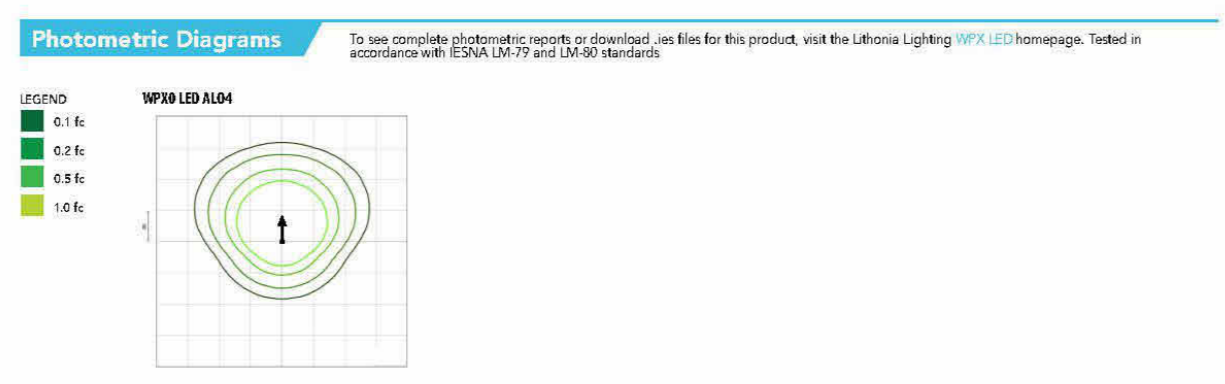 Photometric Diagrams
To see complete photometric reports or download .ies files for this product, visit the Lithonia Lighting WPX LED homepage. Tested in
accordance with IESNA LM-79 and LM-80 standards
LEGEND
0.1 fc
0.2 fc
0.5 fc
1.0 fc
WPX0 LED ALO4